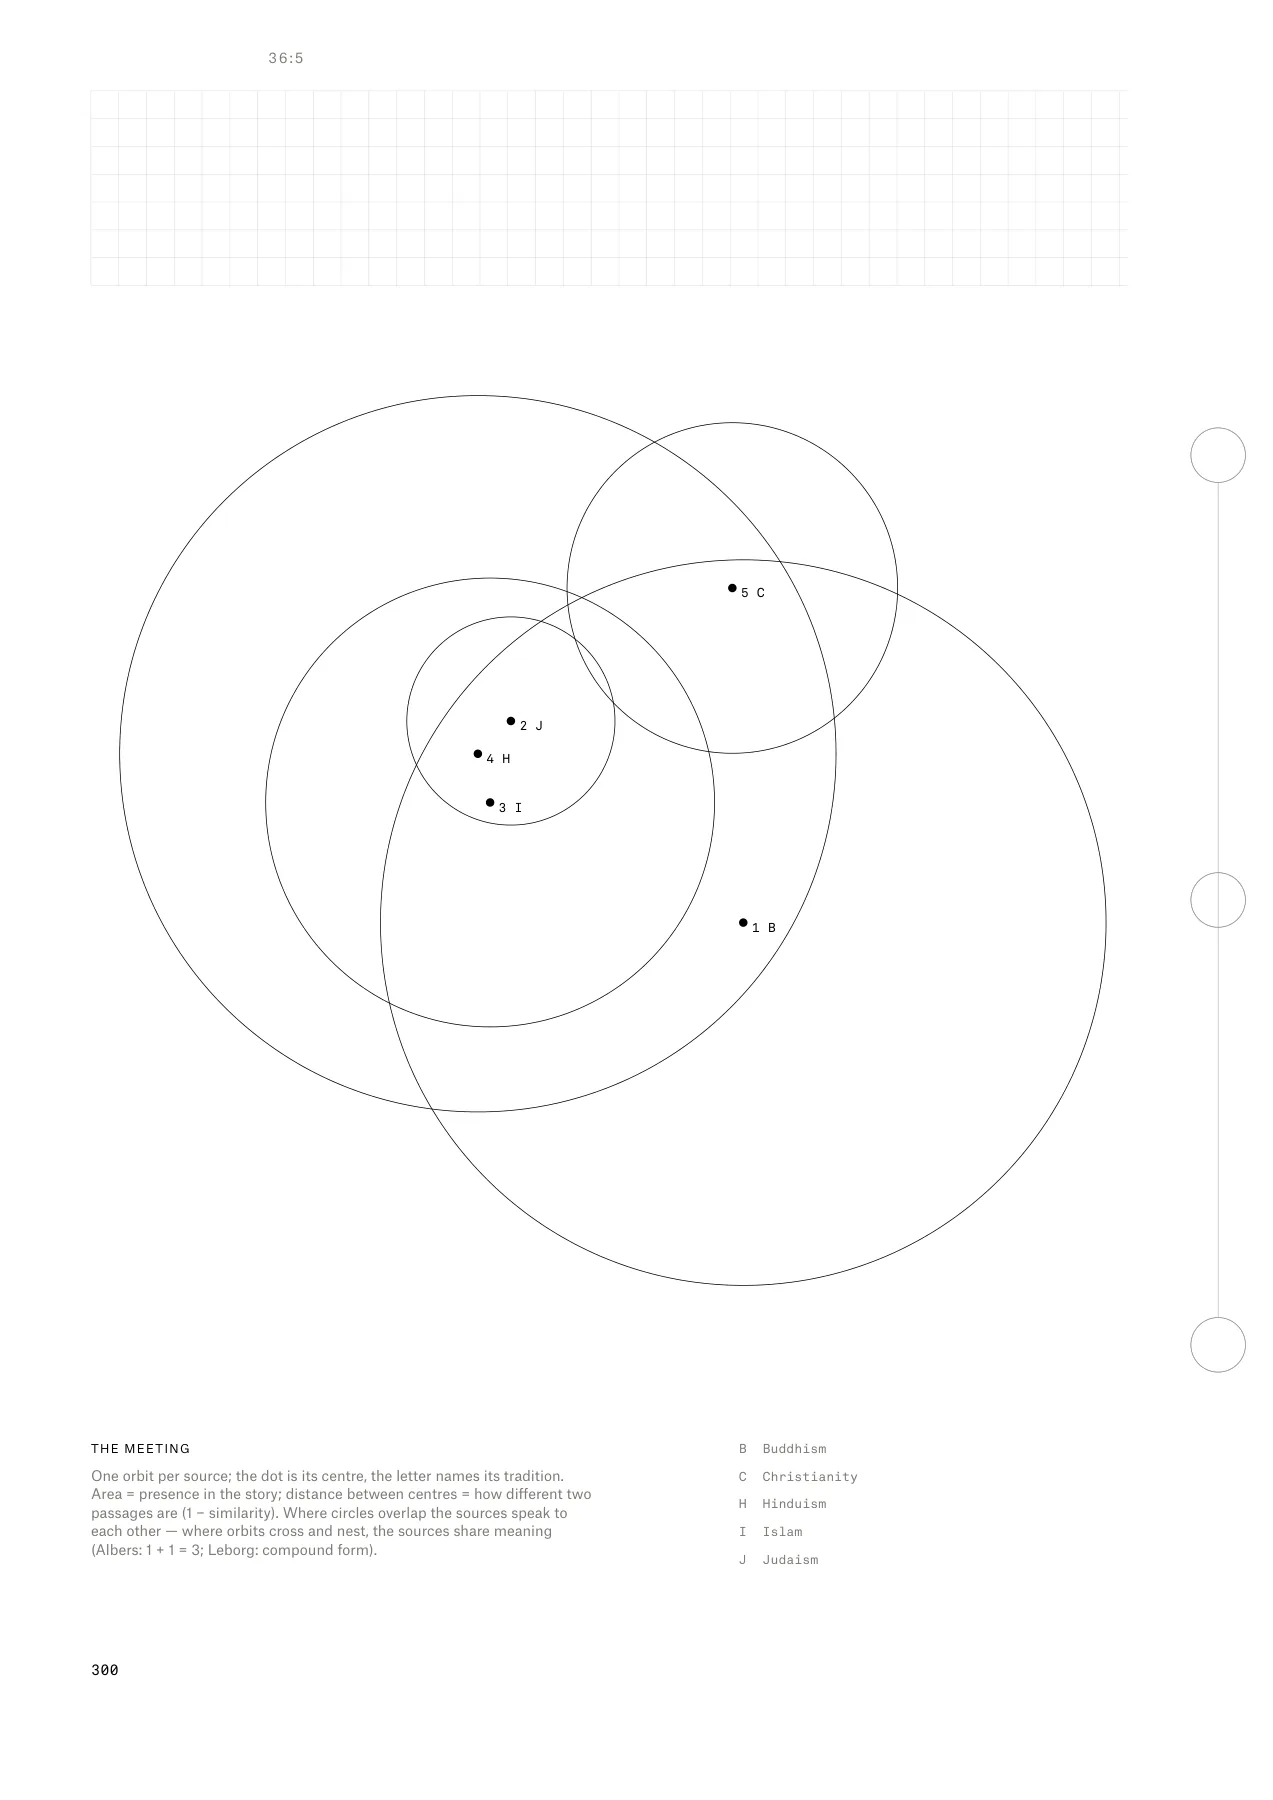 36:5
5 C
2 J
4 H
3 I
1 B
THE MEETING
One orbit per source; the dot is its centre, the letter names its tradition.
Area = presence in the story; distance between centres = how different two
passages are (1 − similarity). Where circles overlap the sources speak to
each other — where orbits cross and nest, the sources share meaning
(Albers: 1 + 1 = 3; Leborg: compound form).
B Buddhism
C Christianity
H Hinduism
I Islam
J Judaism
300